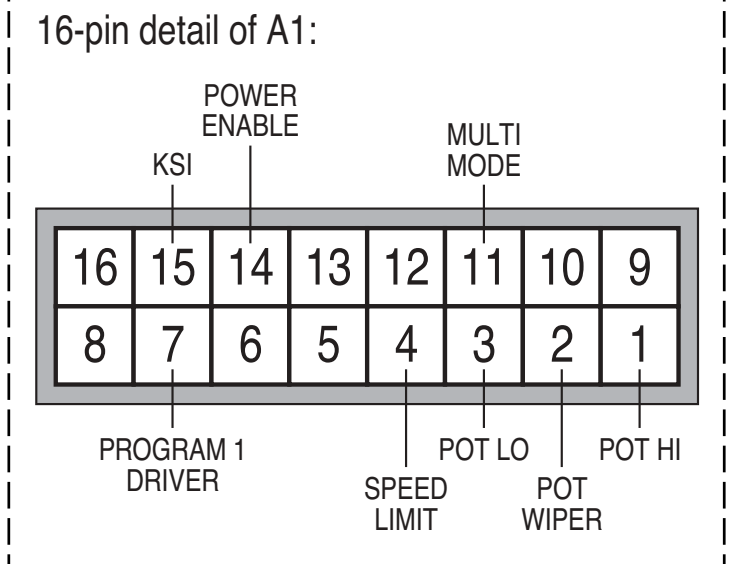 16-pin detail of A1:
POWER
ENABLE
MULTI
MODE
KSI
16 15 14 13 12 11 10 9
8 7 6 5 4 3 2 1
PROGRAM 1
DRIVER
POT LO
POT HI
SPEED
LIMIT
POT
WIPER